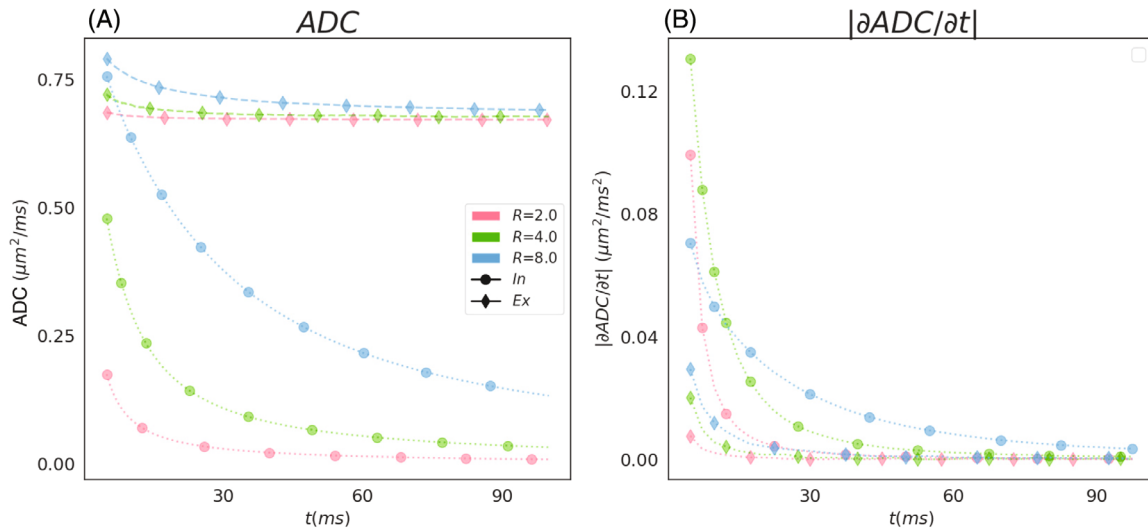 (A)
ADC
ADC (μm²/ms)
0.75
0.50
0.25
0.00
30
60
90
t(ms)
R=2.0
R=4.0
R=8.0
In
Ex
(B)
|∂ADC/∂t|
|∂ADC/∂t| (μm²/ms²)
0.12
0.08
0.04
0.00
30
60
90
t(ms)